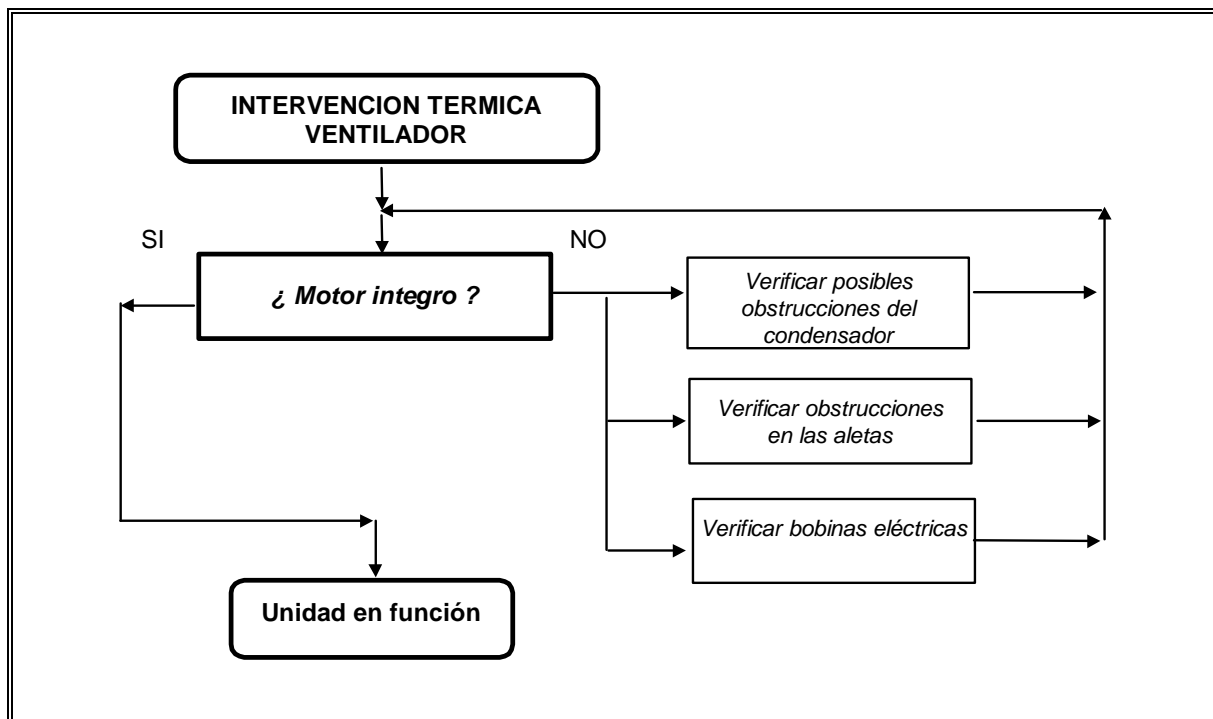 INTERVENCION TERMICA
VENTILADOR
SI
NO
¿ Motor integro ?
Verificar posibles
obstrucciones del
condensador
Verificar obstrucciones
en las aletas
Verificar bobinas eléctricas
Unidad en función